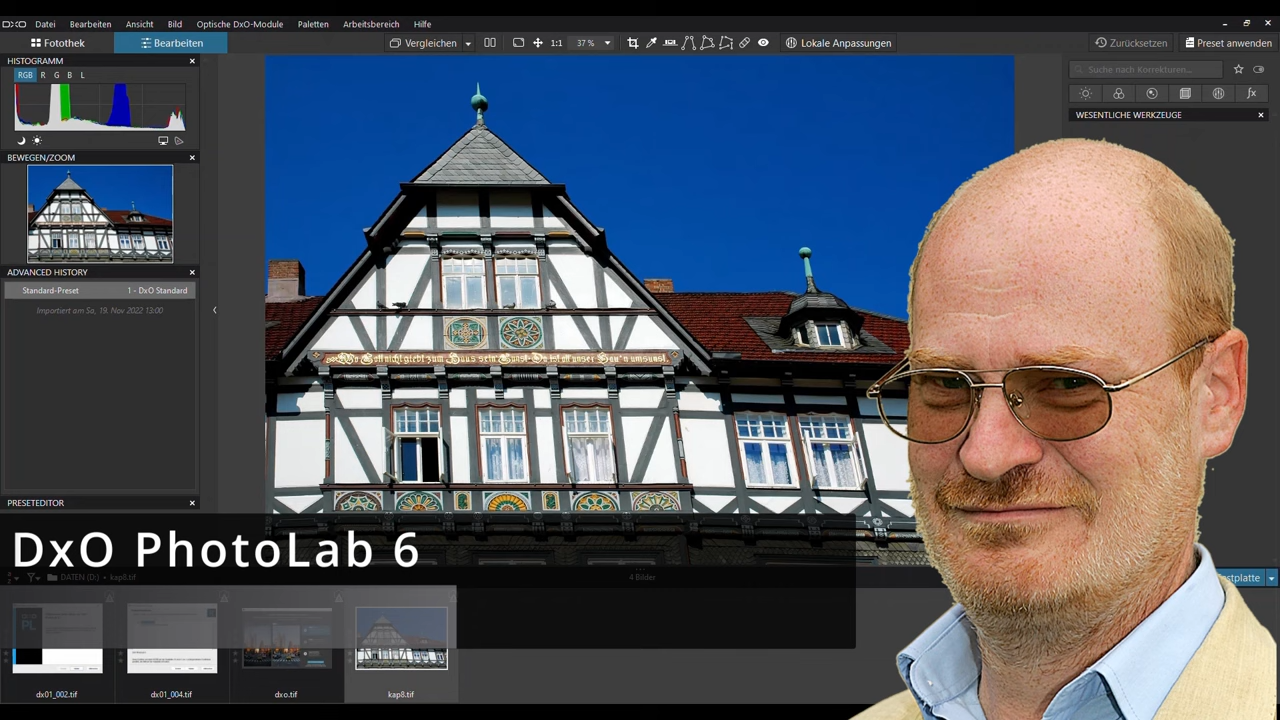 DXO Datei Bearbeiten Ansicht Bild Optische DxO-Module Paletten Arbeitsbereich Hilfe
Fotothek Bearbeiten Vergleichen 1:1 37 % Lokale Anpassungen Zurücksetzen Preset anwenden
HISTOGRAMM
RGB R G B L
Suche nach Korrekturen...
WESENTLICHE WERKZEUGE
BEWEGEN/ZOOM
ADVANCED HISTORY
Standard-Preset 1 - DxO Standard
Importiert am Sa, 19. Nov 2022 13:00
PRESETEDITOR
DxO PhotoLab 6
DATEN (D:) • kap8.tif
4 Bilder
dx01_002.tif dx01_004.tif dxo.tif kap8.tif